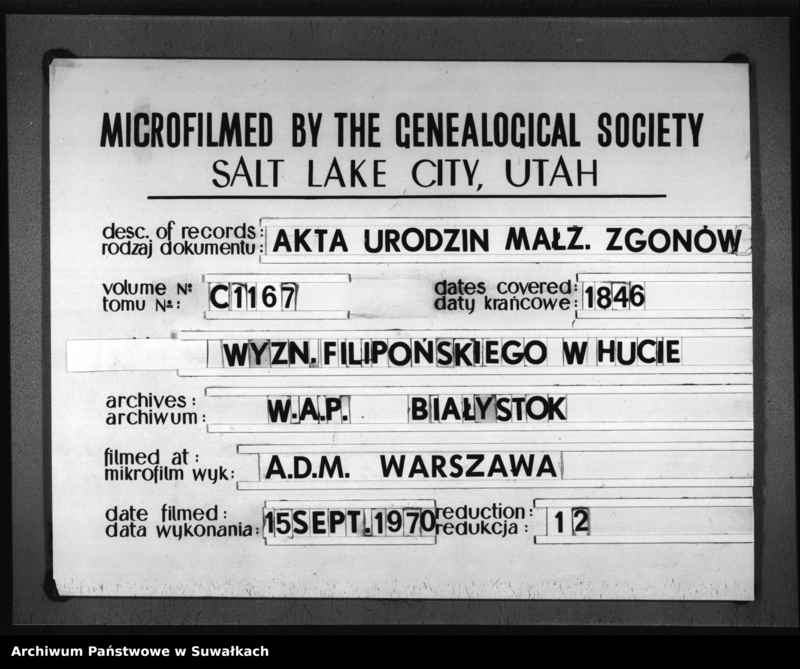 MICROFILMED BY THE GENEALOGICAL SOCIETY
SALT LAKE CITY, UTAH
desc. of records:
rodzaj dokumentu: AKTA URODZIN MAŁŻ. ZGONÓW
volume №
tomu №: C1167
dates covered:
daty krańcowe: 1846
WYZN. FILIPOŃSKIEGO W HUCIE
archives:
archiwum: W.A.P. BIAŁYSTOK
filmed at:
mikrofilm wyk: A.D.M. WARSZAWA
date filmed:
data wykonania: 15 SEPT. 1970
reduction:
redukcja: 12
Archiwum Państwowe w Suwałkach